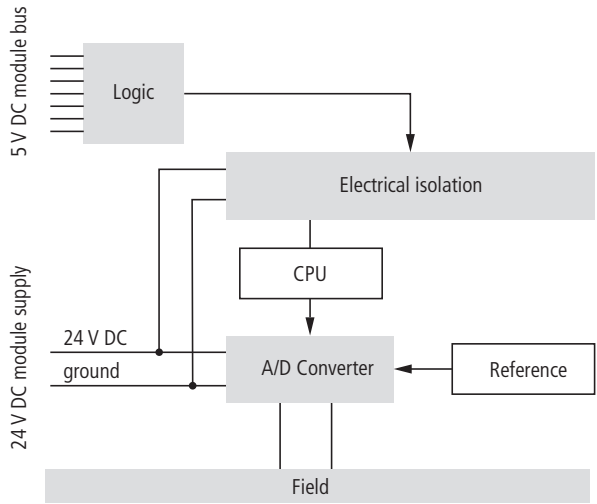 5 V DC module bus
Logic
Electrical isolation
CPU
24 V DC module supply
24 V DC
ground
A/D Converter
Reference
Field